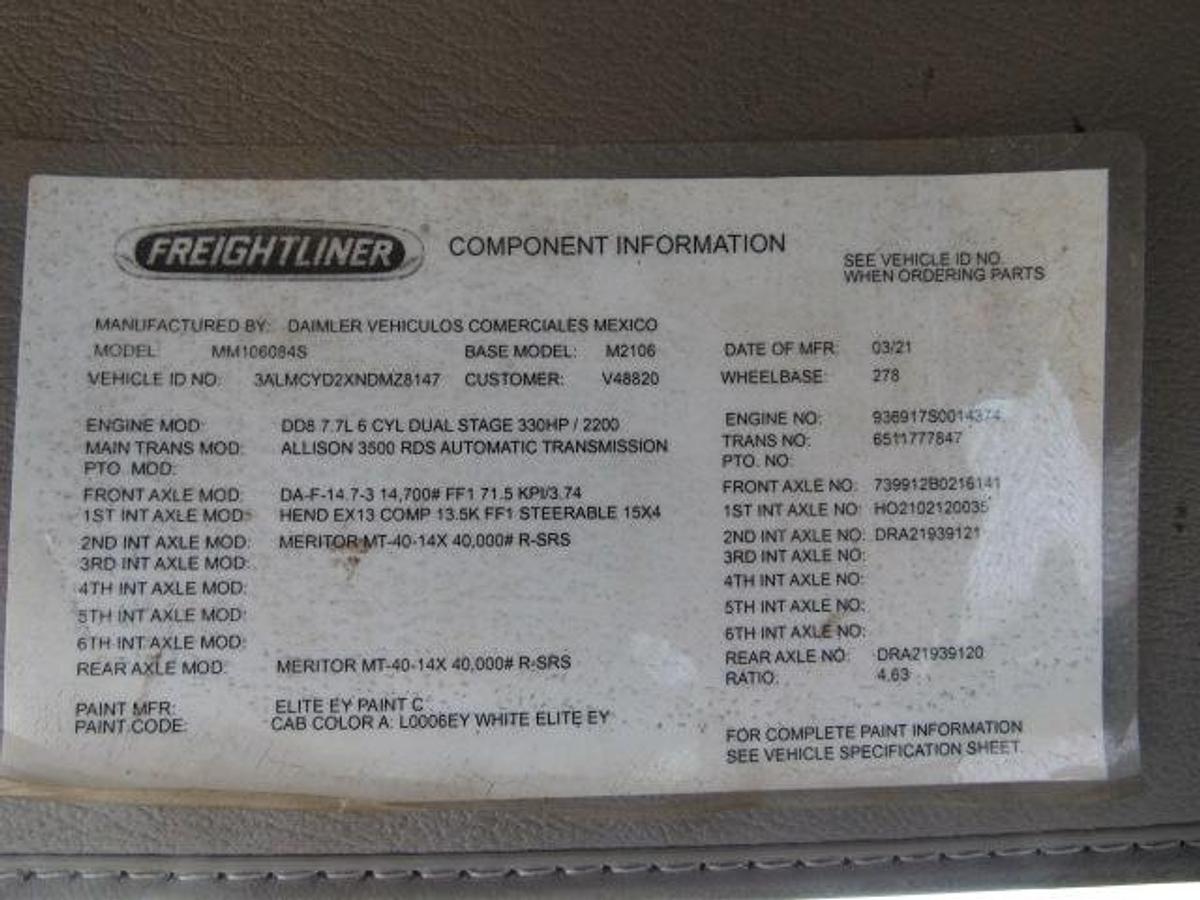 FREIGHTLINER COMPONENT INFORMATION
SEE VEHICLE ID NO.
WHEN ORDERING PARTS
MANUFACTURED BY: DAIMLER VEHICULOS COMERCIALES MEXICO
MODEL: MM106084S BASE MODEL: M2106 DATE OF MFR: 03/21
VEHICLE ID NO: 3ALMCYD2XNDMZ8147 CUSTOMER: V48820 WHEELBASE: 278
ENGINE MOD: DD8 7.7L 6 CYL DUAL STAGE 330HP / 2200 ENGINE NO: 936917S0014374
MAIN TRANS MOD: ALLISON 3500 RDS AUTOMATIC TRANSMISSION TRANS NO: 6511777847
PTO. MOD: PTO. NO:
FRONT AXLE MOD: DA-F-14.7-3 14,700# FF1 71.5 KPI/3.74 FRONT AXLE NO: 739912B0216141
1ST INT AXLE MOD: HEND EX13 COMP 13.5K FF1 STEERABLE 15X4 1ST INT AXLE NO: HO2102120035
2ND INT AXLE MOD: MERITOR MT-40-14X 40,000# R-SRS 2ND INT AXLE NO: DRA21939121
3RD INT AXLE MOD: 3RD INT AXLE NO:
4TH INT AXLE MOD: 4TH INT AXLE NO:
5TH INT AXLE MOD: 5TH INT AXLE NO:
6TH INT AXLE MOD: 6TH INT AXLE NO:
REAR AXLE MOD: MERITOR MT-40-14X 40,000# R-SRS REAR AXLE NO: DRA21939120
RATIO: 4.63
PAINT MFR: ELITE EY PAINT C
PAINT CODE: CAB COLOR A: L0006EY WHITE ELITE EY
FOR COMPLETE PAINT INFORMATION
SEE VEHICLE SPECIFICATION SHEET.